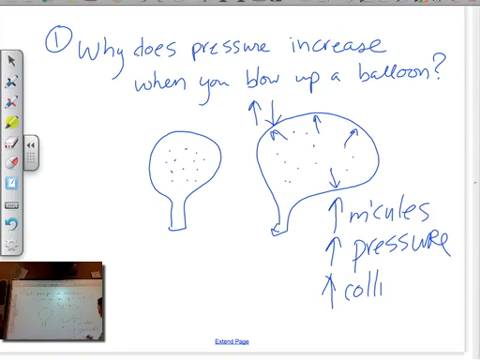 ① Why does pressure increase
when you blow up a balloon?
↑ m'cules
↑ pressure
↑ colli
Extend Page